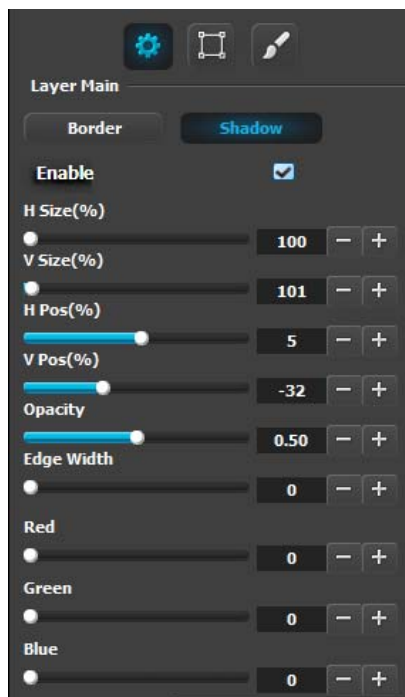 Layer Main
Border Shadow
Enable
H Size(%)
100
V Size(%)
101
H Pos(%)
5
V Pos(%)
-32
Opacity
0.50
Edge Width
0
Red
0
Green
0
Blue
0